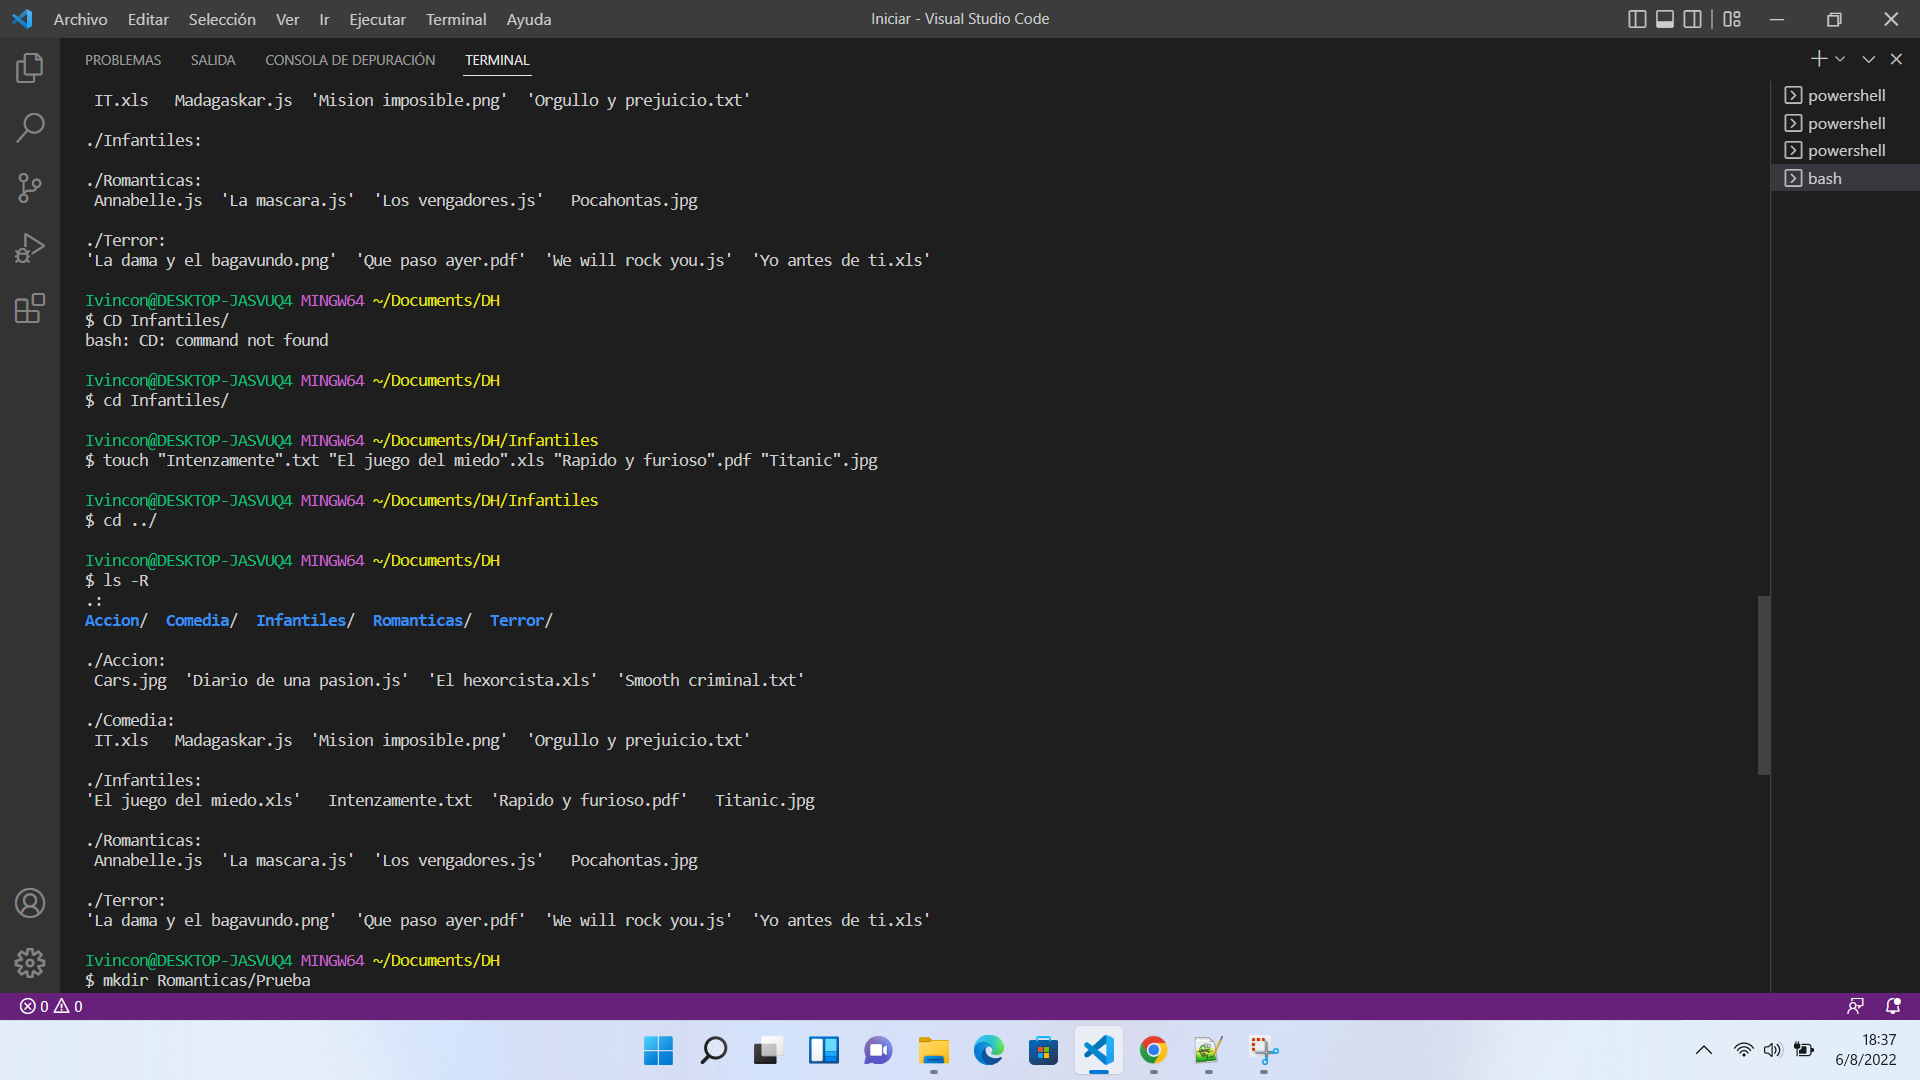 Archivo Editar Selección Ver Ir Ejecutar Terminal Ayuda
Iniciar - Visual Studio Code
PROBLEMAS SALIDA CONSOLA DE DEPURACIÓN TERMINAL
IT.xls Madagaskar.js 'Mision imposible.png' 'Orgullo y prejuicio.txt'
./Infantiles:
./Romanticas:
Annabelle.js 'La mascara.js' 'Los vengadores.js' Pocahontas.jpg
./Terror:
'La dama y el bagavundo.png' 'Que paso ayer.pdf' 'We will rock you.js' 'Yo antes de ti.xls'
Ivincon@DESKTOP-JASVUQ4 MINGW64 ~/Documents/DH
$ CD Infantiles/
bash: CD: command not found
Ivincon@DESKTOP-JASVUQ4 MINGW64 ~/Documents/DH
$ cd Infantiles/
Ivincon@DESKTOP-JASVUQ4 MINGW64 ~/Documents/DH/Infantiles
$ touch "Intenzamente".txt "El juego del miedo".xls "Rapido y furioso".pdf "Titanic".jpg
Ivincon@DESKTOP-JASVUQ4 MINGW64 ~/Documents/DH/Infantiles
$ cd ../
Ivincon@DESKTOP-JASVUQ4 MINGW64 ~/Documents/DH
$ ls -R
.:
Accion/ Comedia/ Infantiles/ Romanticas/ Terror/
./Accion:
Cars.jpg 'Diario de una pasion.js' 'El hexorcista.xls' 'Smooth criminal.txt'
./Comedia:
IT.xls Madagaskar.js 'Mision imposible.png' 'Orgullo y prejuicio.txt'
./Infantiles:
'El juego del miedo.xls' Intenzamente.txt 'Rapido y furioso.pdf' Titanic.jpg
./Romanticas:
Annabelle.js 'La mascara.js' 'Los vengadores.js' Pocahontas.jpg
./Terror:
'La dama y el bagavundo.png' 'Que paso ayer.pdf' 'We will rock you.js' 'Yo antes de ti.xls'
Ivincon@DESKTOP-JASVUQ4 MINGW64 ~/Documents/DH
$ mkdir Romanticas/Prueba
powershell
powershell
powershell
bash
0 0
18:37
6/8/2022